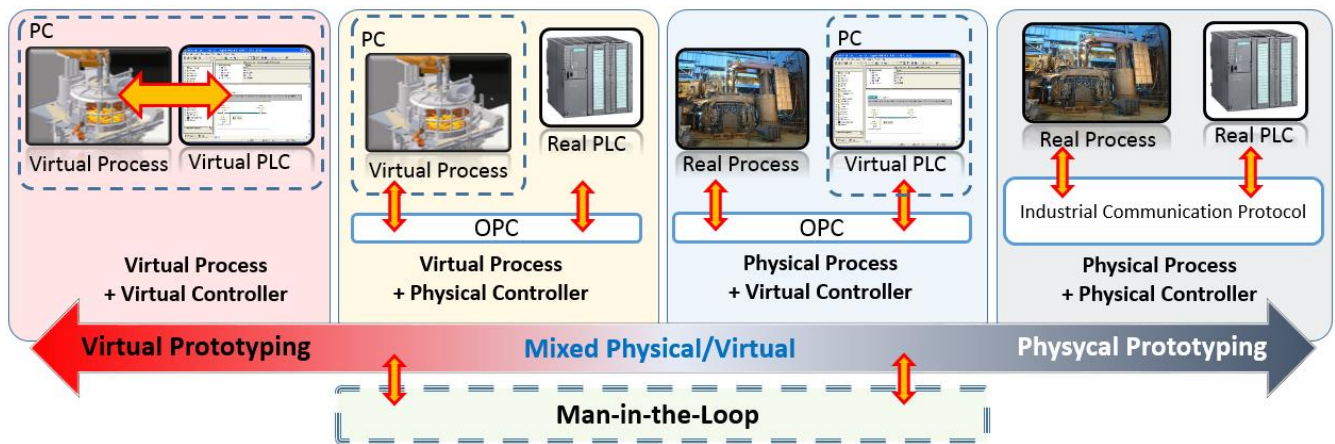 PC
Virtual Process
Virtual PLC
Virtual Process
+ Virtual Controller
PC
Virtual Process
Real PLC
OPC
Virtual Process
+ Physical Controller
Real Process
PC
Virtual PLC
OPC
Physical Process
+ Virtual Controller
Real Process
Real PLC
Industrial Communication Protocol
Physical Process
+ Physical Controller
Virtual Prototyping
Mixed Physical/Virtual
Physycal Prototyping
Man-in-the-Loop